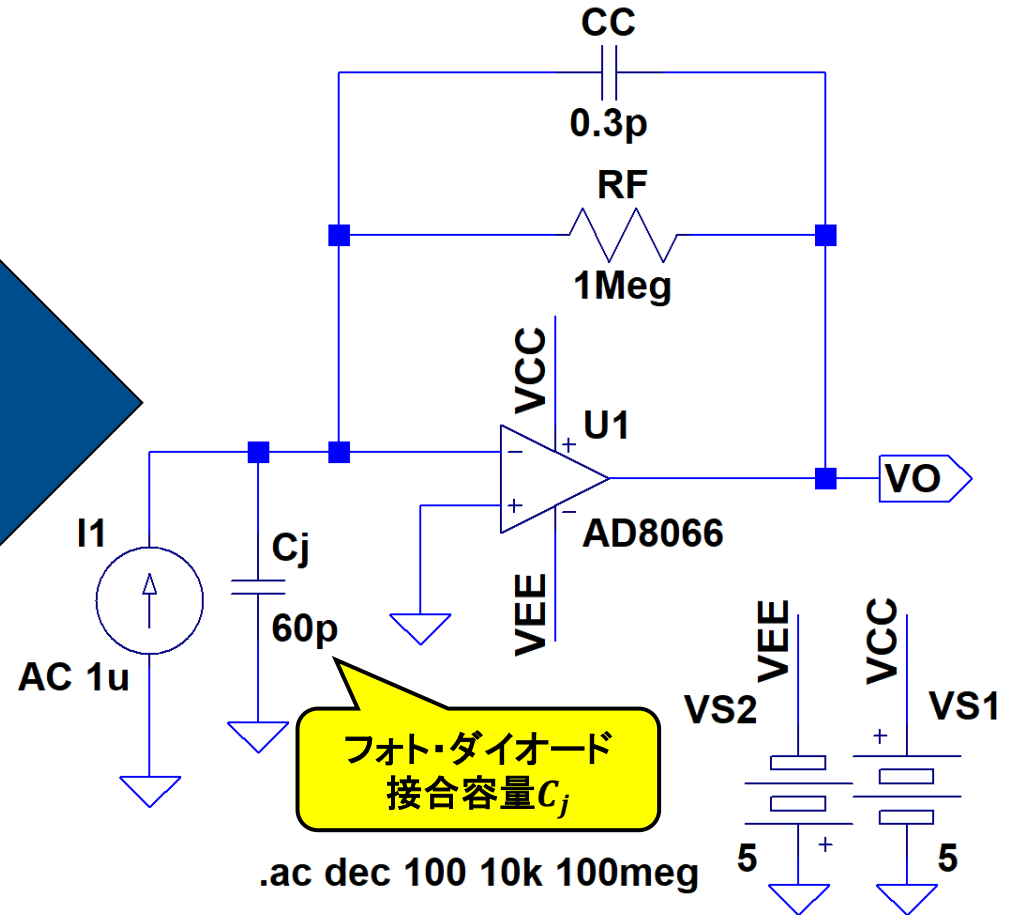 CC
0.3p
RF
1Meg
VCC
U1
VO
I1
Cj
AD8066
60p
VEE
AC 1u
VEE
VCC
VS2
VS1
フォト・ダイオード
接合容量Cj
5
5
.ac dec 100 10k 100meg